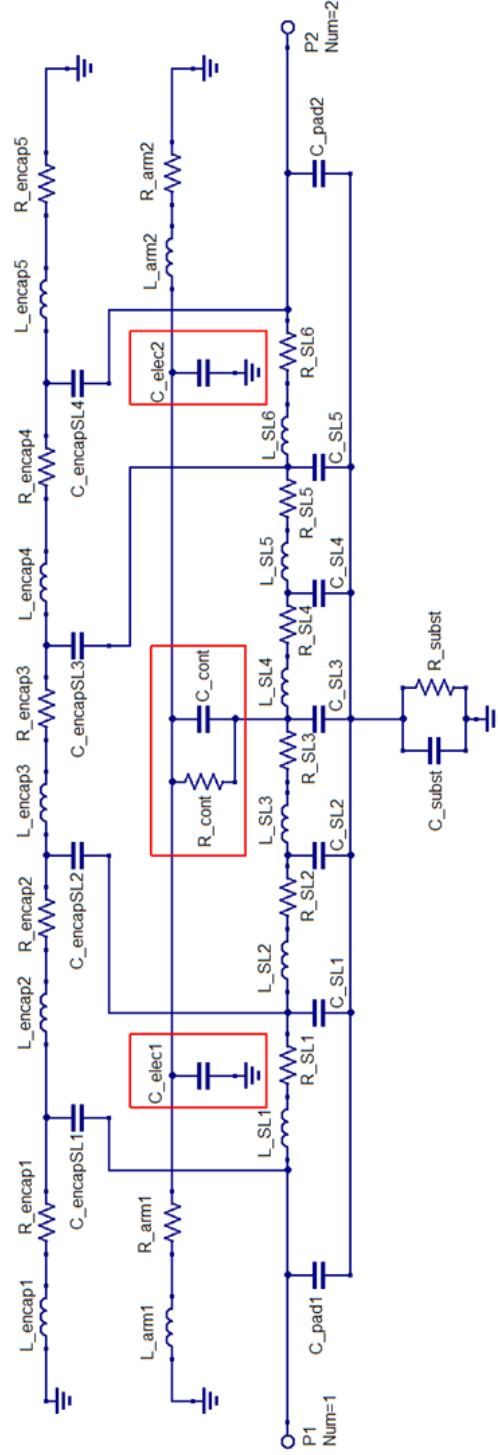 L_encap1
R_encap1
L_encap2
R_encap2
L_encap3
R_encap3
L_encap4
R_encap4
L_encap5
R_encap5
C_encapSL1
C_encapSL2
C_encapSL3
C_encapSL4
L_arm1
R_arm1
C_elec1
R_cont
C_cont
C_elec2
L_arm2
R_arm2
P1
Num=1
C_pad1
L_SL1
R_SL1
C_SL1
L_SL2
R_SL2
C_SL2
L_SL3
R_SL3
C_SL3
L_SL4
R_SL4
C_SL4
L_SL5
R_SL5
C_SL5
L_SL6
R_SL6
C_pad2
P2
Num=2
C_subst
R_subst